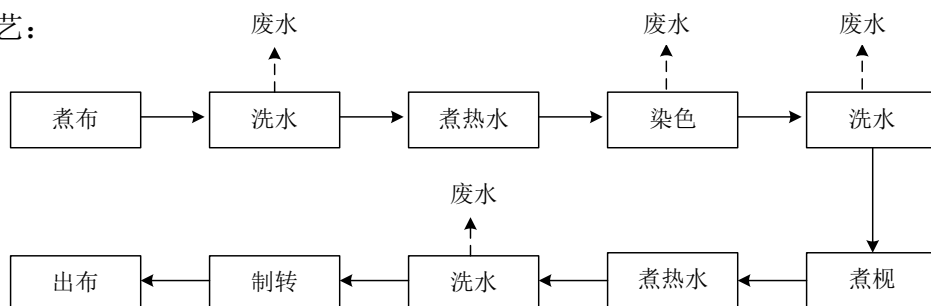 艺：
废水 废水 废水
煮布 洗水 煮热水 染色 洗水
废水
出布 制转 洗水 煮热水 煮枧